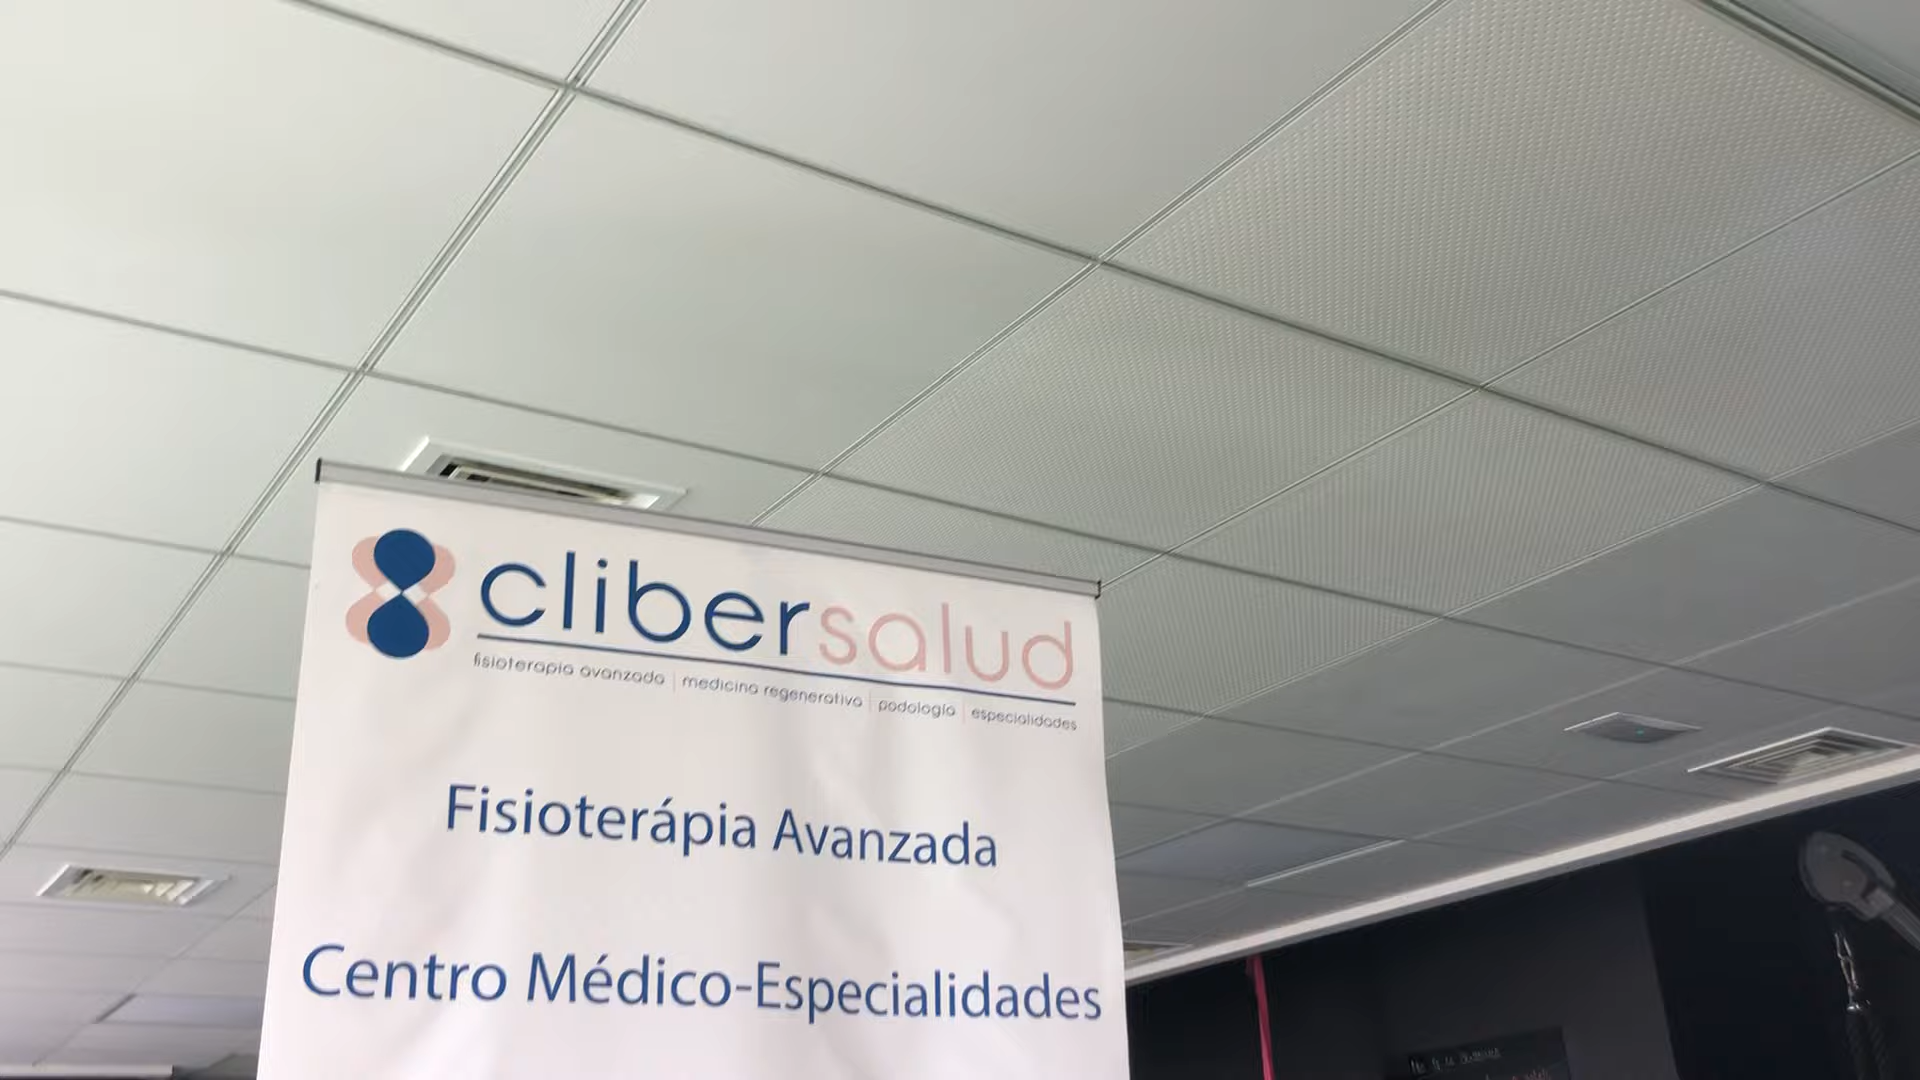 clibersalud
fisioterapia avanzada | medicina regenerativa | podología | especialidades
Fisioterápia Avanzada
Centro Médico-Especialidades